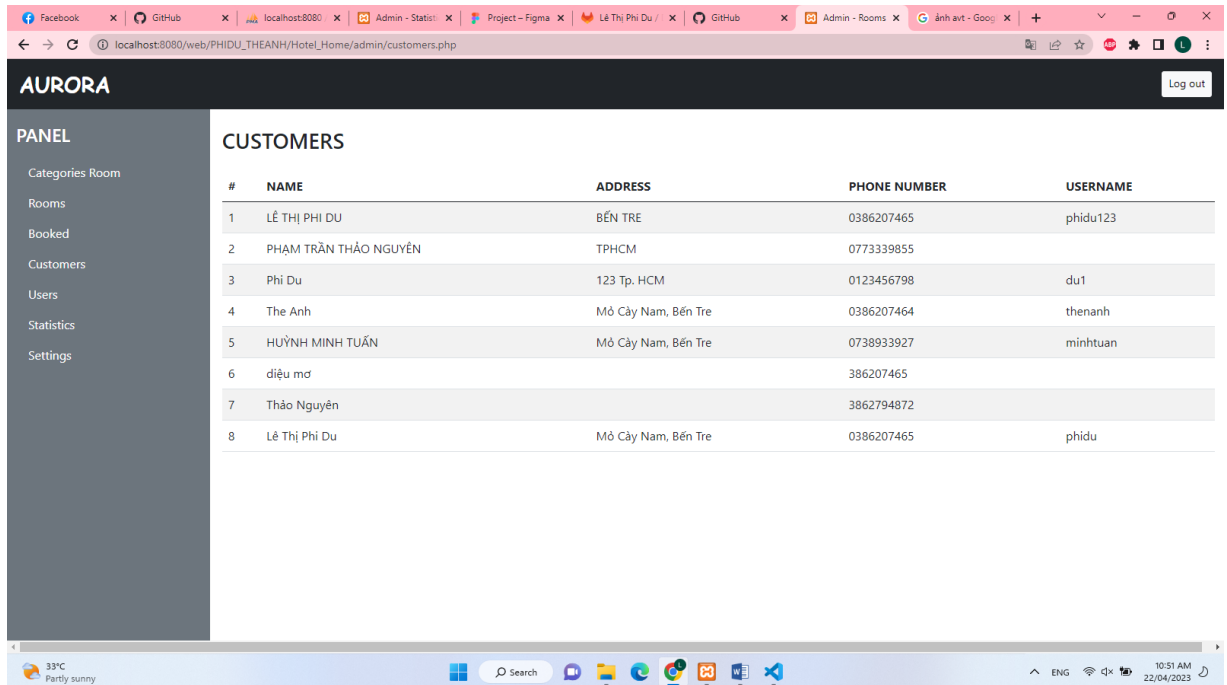 Facebook GitHub localhost:8080 Admin - Statisti Project – Figma Lê Thị Phi Du / GitHub Admin - Rooms ảnh avt - Goog
localhost:8080/web/PHIDU_THEANH/Hotel_Home/admin/customers.php ABP L
AURORA Log out
PANEL
Categories Room
Rooms
Booked
Customers
Users
Statistics
Settings
CUSTOMERS
# NAME ADDRESS PHONE NUMBER USERNAME
1 LÊ THỊ PHI DU BẾN TRE 0386207465 phidu123
2 PHẠM TRẦN THẢO NGUYÊN TPHCM 0773339855
3 Phi Du 123 Tp. HCM 0123456798 du1
4 The Anh Mỏ Cày Nam, Bến Tre 0386207464 thenanh
5 HUỲNH MINH TUẤN Mỏ Cày Nam, Bến Tre 0738933927 minhtuan
6 diệu mơ 386207465
7 Thảo Nguyên 3862794872
8 Lê Thị Phi Du Mỏ Cày Nam, Bến Tre 0386207465 phidu
33°C
Partly sunny
Search
ENG
10:51 AM
22/04/2023